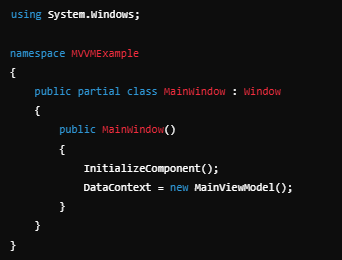 using System.Windows;

namespace MVVMExample
{
    public partial class MainWindow : Window
    {
        public MainWindow()
        {
            InitializeComponent();
            DataContext = new MainViewModel();
        }
    }
}